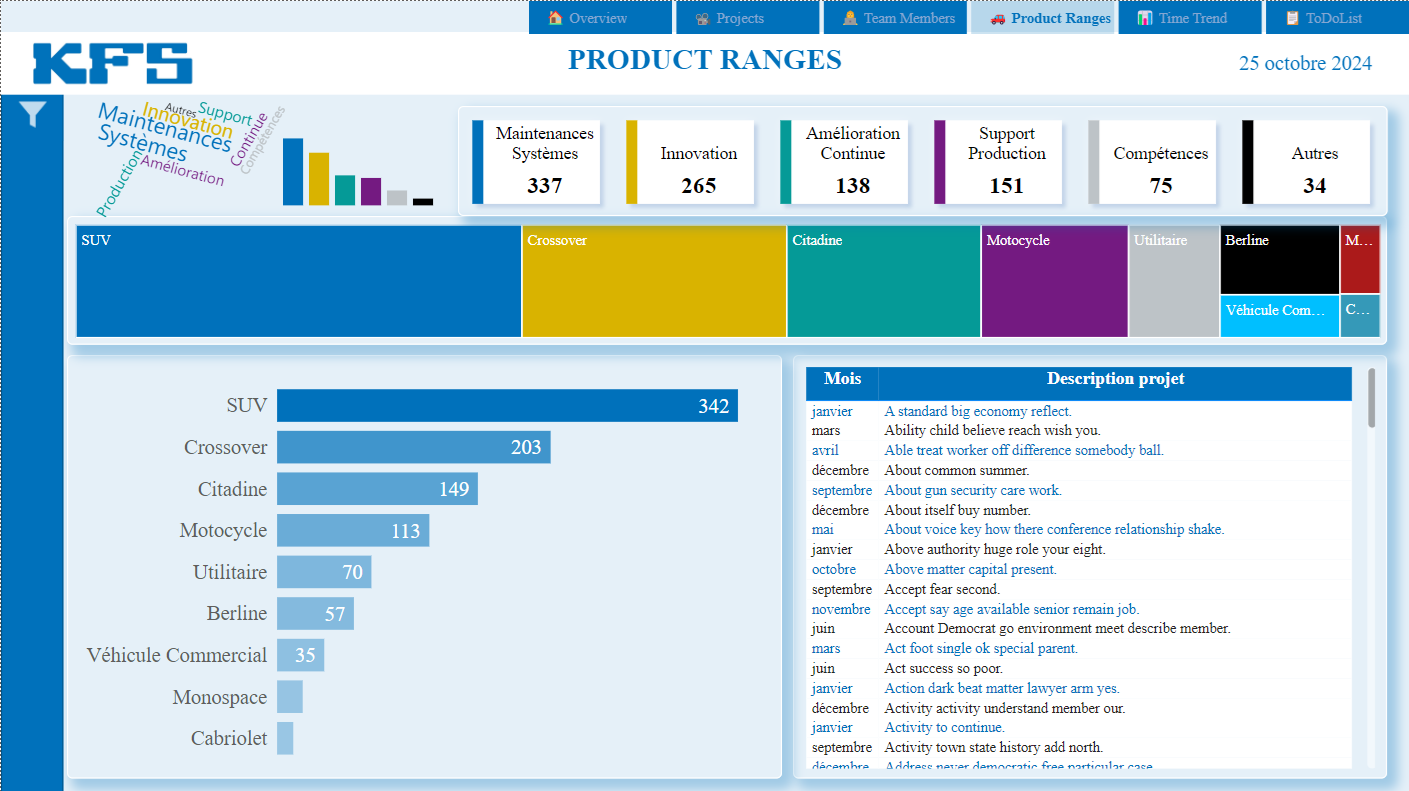 Overview
Projects
Team Members
Product Ranges
Time Trend
ToDoList
KFS
PRODUCT RANGES
25 octobre 2024
Maintenances
Systèmes
Innovation
Autres
Support
Continue
Compétences
Amélioration
Production
Maintenances
Systèmes
337
Innovation
265
Amélioration
Continue
138
Support
Production
151
Compétences
75
Autres
34
SUV
Crossover
Citadine
Motocycle
Utilitaire
Berline
M…
Véhicule Com…
C…
SUV 342
Crossover 203
Citadine 149
Motocycle 113
Utilitaire 70
Berline 57
Véhicule Commercial 35
Monospace
Cabriolet
Mois Description projet
janvier A standard big economy reflect.
mars Ability child believe reach wish you.
avril Able treat worker off difference somebody ball.
décembre About common summer.
septembre About gun security care work.
décembre About itself buy number.
mai About voice key how there conference relationship shake.
janvier Above authority huge role your eight.
octobre Above matter capital present.
septembre Accept fear second.
novembre Accept say age available senior remain job.
juin Account Democrat go environment meet describe member.
mars Act foot single ok special parent.
juin Act success so poor.
janvier Action dark beat matter lawyer arm yes.
décembre Activity activity understand member our.
janvier Activity to continue.
septembre Activity town state history add north.
décembre Address never democratic free particular case.